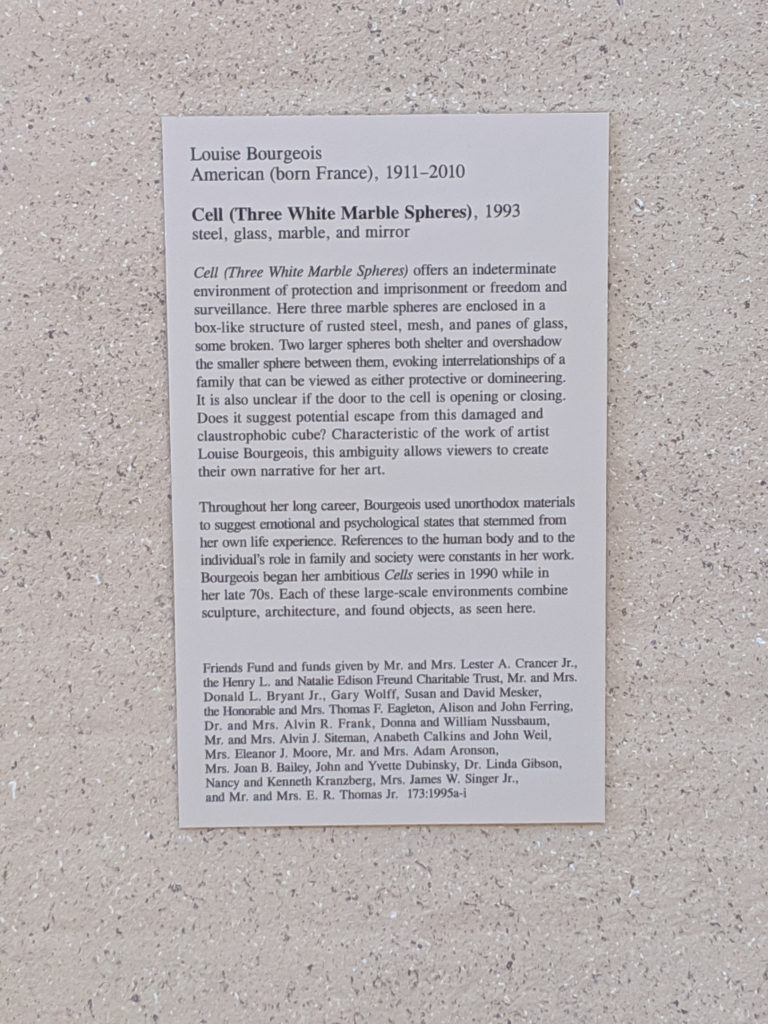 Louise Bourgeois
American (born France), 1911–2010
Cell (Three White Marble Spheres), 1993
steel, glass, marble, and mirror
Cell (Three White Marble Spheres) offers an indeterminate
environment of protection and imprisonment or freedom and
surveillance. Here three marble spheres are enclosed in a
box-like structure of rusted steel, mesh, and panes of glass,
some broken. Two larger spheres both shelter and overshadow
the smaller sphere between them, evoking interrelationships of a
family that can be viewed as either protective or domineering.
It is also unclear if the door to the cell is opening or closing.
Does it suggest potential escape from this damaged and
claustrophobic cube? Characteristic of the work of artist
Louise Bourgeois, this ambiguity allows viewers to create
their own narrative for her art.
Throughout her long career, Bourgeois used unorthodox materials
to suggest emotional and psychological states that stemmed from
her own life experience. References to the human body and to the
individual's role in family and society were constants in her work.
Bourgeois began her ambitious Cells series in 1990 while in
her late 70s. Each of these large-scale environments combine
sculpture, architecture, and found objects, as seen here.
Friends Fund and funds given by Mr. and Mrs. Lester A. Crancer Jr.,
the Henry L. and Natalie Edison Freund Charitable Trust, Mr. and Mrs.
Donald L. Bryant Jr., Gary Wolff, Susan and David Mesker,
the Honorable and Mrs. Thomas F. Eagleton, Alison and John Ferring,
Dr. and Mrs. Alvin R. Frank, Donna and William Nussbaum,
Mr. and Mrs. Alvin J. Siteman, Anabeth Calkins and John Weil,
Mrs. Eleanor J. Moore, Mr. and Mrs. Adam Aronson,
Mrs. Joan B. Bailey, John and Yvette Dubinsky, Dr. Linda Gibson,
Nancy and Kenneth Kranzberg, Mrs. James W. Singer Jr.,
and Mr. and Mrs. E. R. Thomas Jr. 173:1995a-i